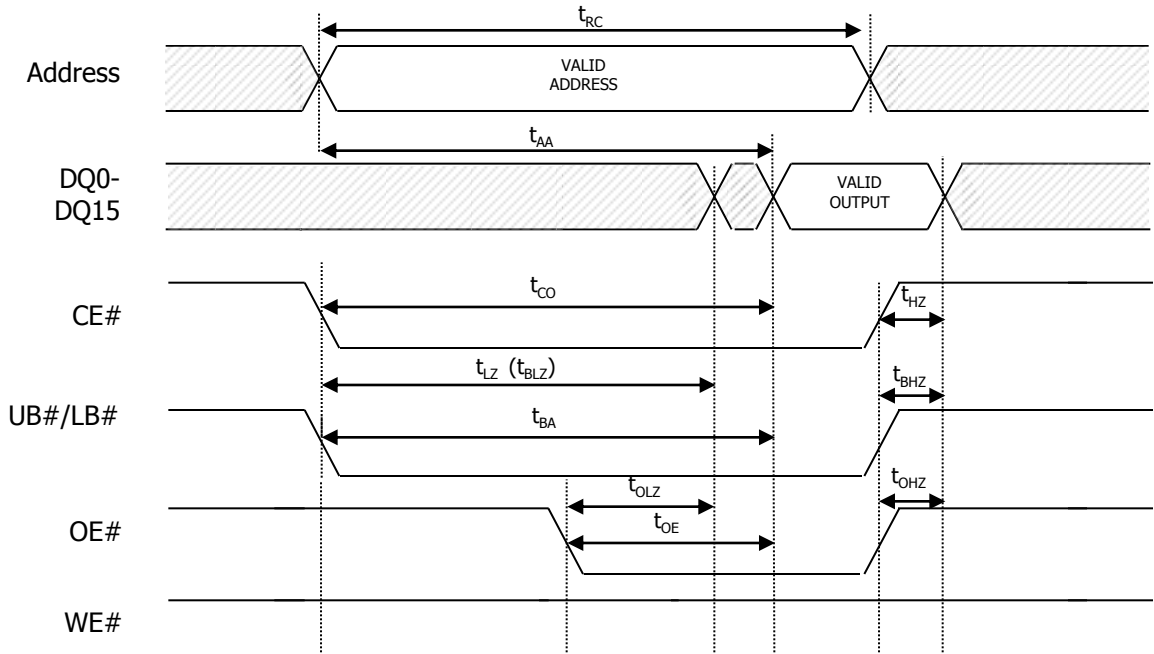 tRC
Address
VALID
ADDRESS
tAA
DQ0-
DQ15
VALID
OUTPUT
CE#
tCO
tHZ
tLZ (tBLZ)
tBHZ
UB#/LB#
tBA
tOLZ
tOHZ
OE#
tOE
WE#